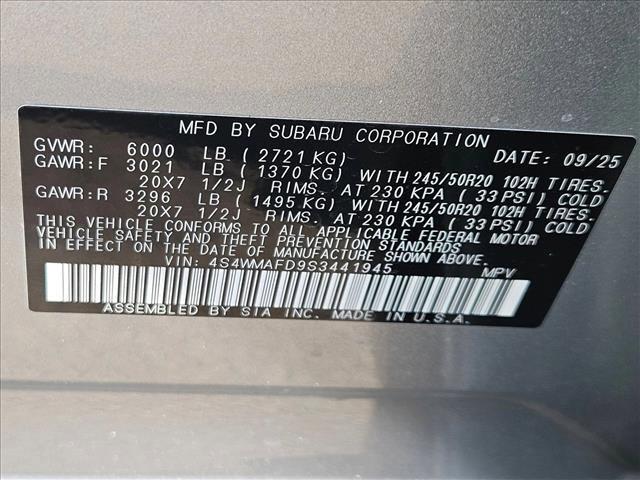 MFD BY SUBARU CORPORATION
GVWR: 6000 LB ( 2721 KG) DATE: 09/25
GAWR:F 3021 LB ( 1370 KG) WITH 245/50R20 102H TIRES.
20X7 1/2J RIMS. AT 230 KPA ( 33 PSI) COLD
GAWR:R 3296 LB ( 1495 KG) WITH 245/50R20 102H TIRES.
20X7 1/2J RIMS. AT 230 KPA ( 33 PSI) COLD
THIS VEHICLE CONFORMS TO ALL APPLICABLE FEDERAL MOTOR
VEHICLE SAFETY, BUMPER, AND THEFT PREVENTION STANDARDS
IN EFFECT ON THE DATE OF MANUFACTURE SHOWN ABOVE.
VIN: 4S4WMAFD9S3441945 MPV
ASSEMBLED BY SIA INC. MADE IN U.S.A.